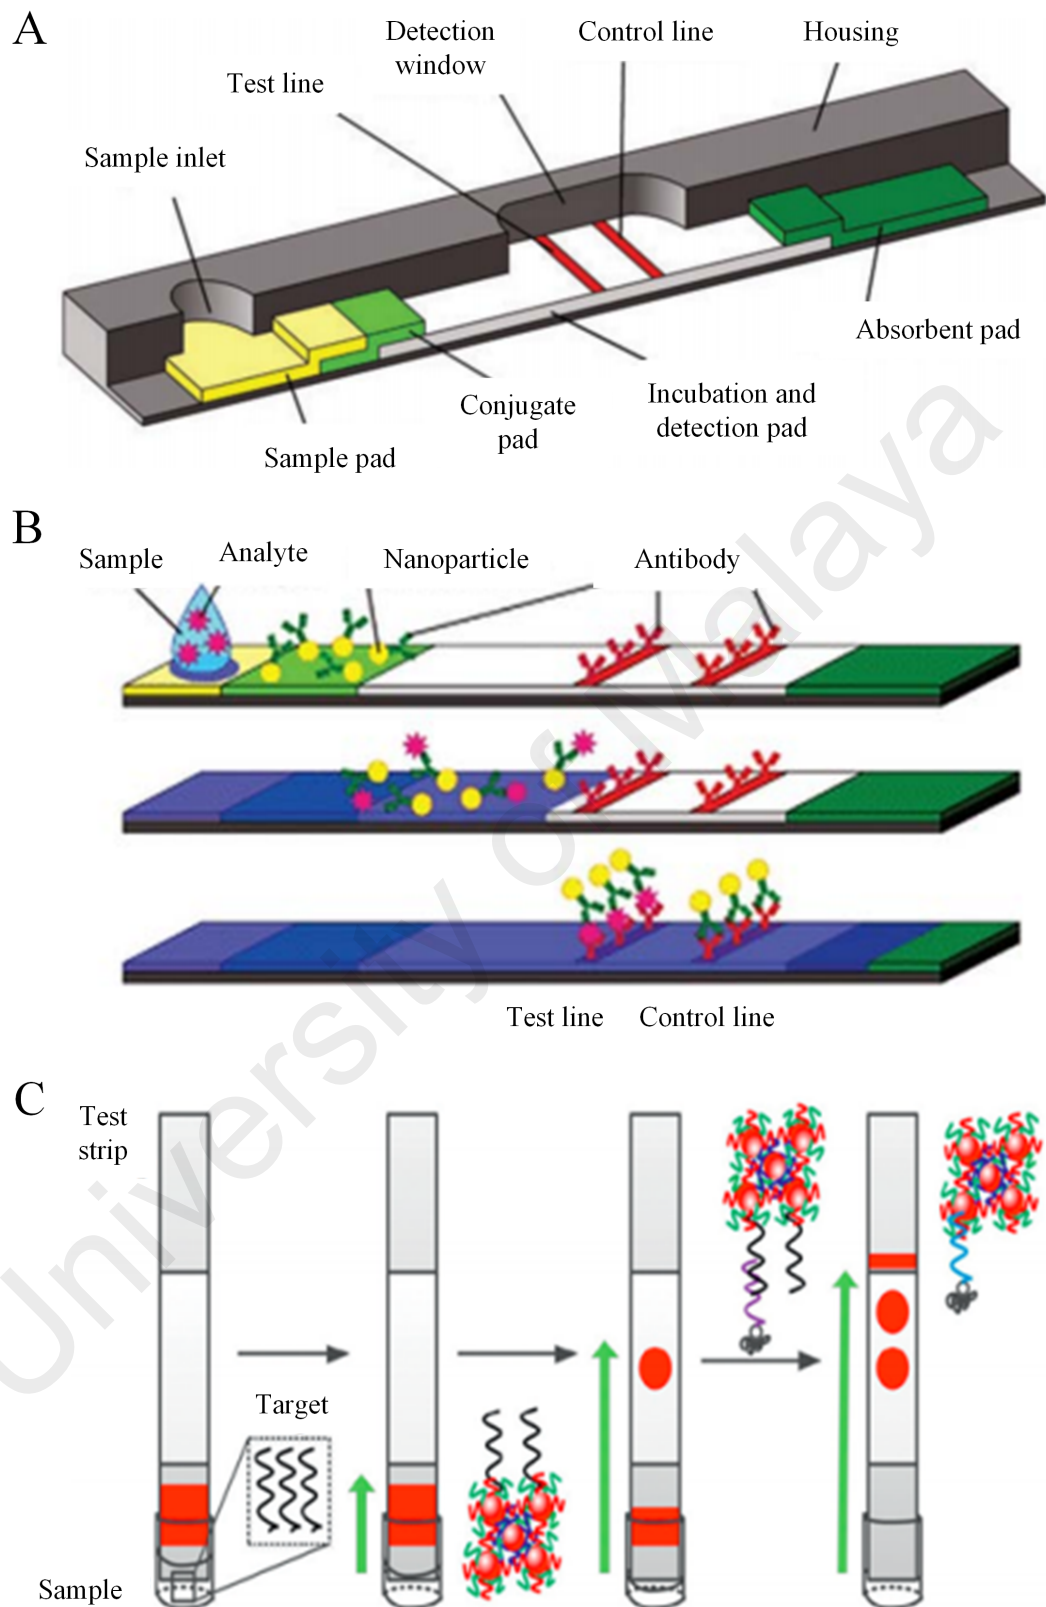 A
Detection
window
Control line
Housing
Test line
Sample inlet
Absorbent pad
Conjugate
pad
Incubation and
detection pad
Sample pad
B
Sample
Analyte
Nanoparticle
Antibody
Test line
Control line
C
Test
strip
Target
Sample
University of Malaya